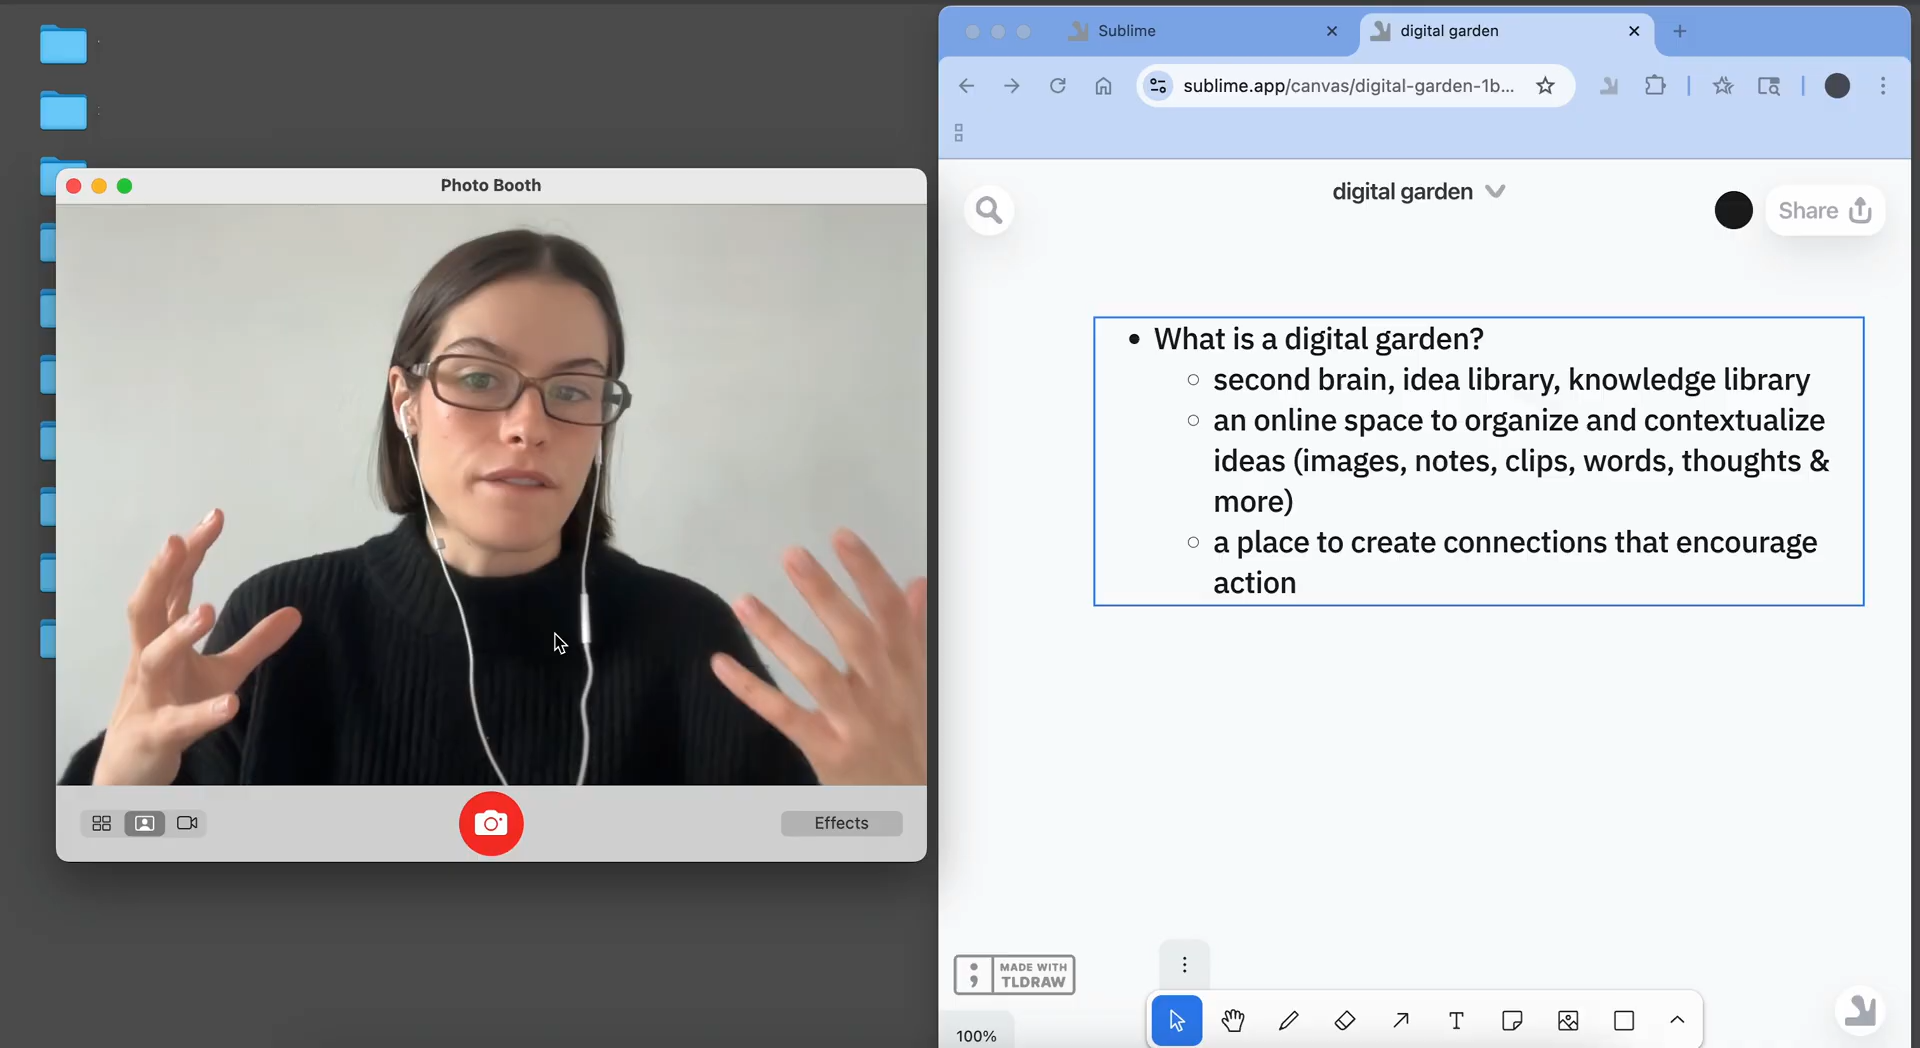 Sublime
digital garden
sublime.app/canvas/digital-garden-1b...
Photo Booth
digital garden
Share
• What is a digital garden?
○ second brain, idea library, knowledge library
○ an online space to organize and contextualize
ideas (images, notes, clips, words, thoughts &
more)
○ a place to create connections that encourage
action
Effects
MADE WITH
TLDRAW
T
100%